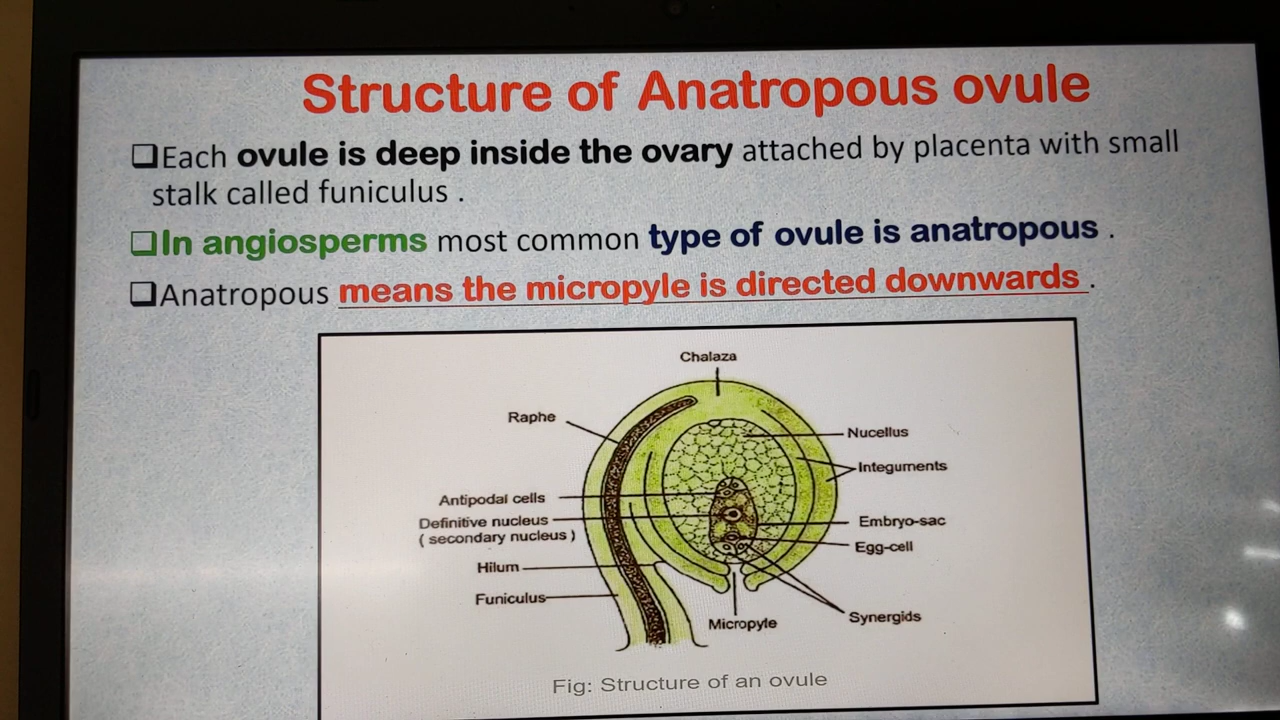 Structure of Anatropous ovule
❑Each ovule is deep inside the ovary attached by placenta with small
stalk called funiculus .
❑In angiosperms most common type of ovule is anatropous .
❑Anatropous means the micropyle is directed downwards .
Chalaza
Raphe
Nucellus
Integuments
Antipodal cells
Definitive nucleus
( secondary nucleus )
Embryo-sac
Egg-cell
Hilum
Funiculus
Micropyte
Synergids
Fig: Structure of an ovule